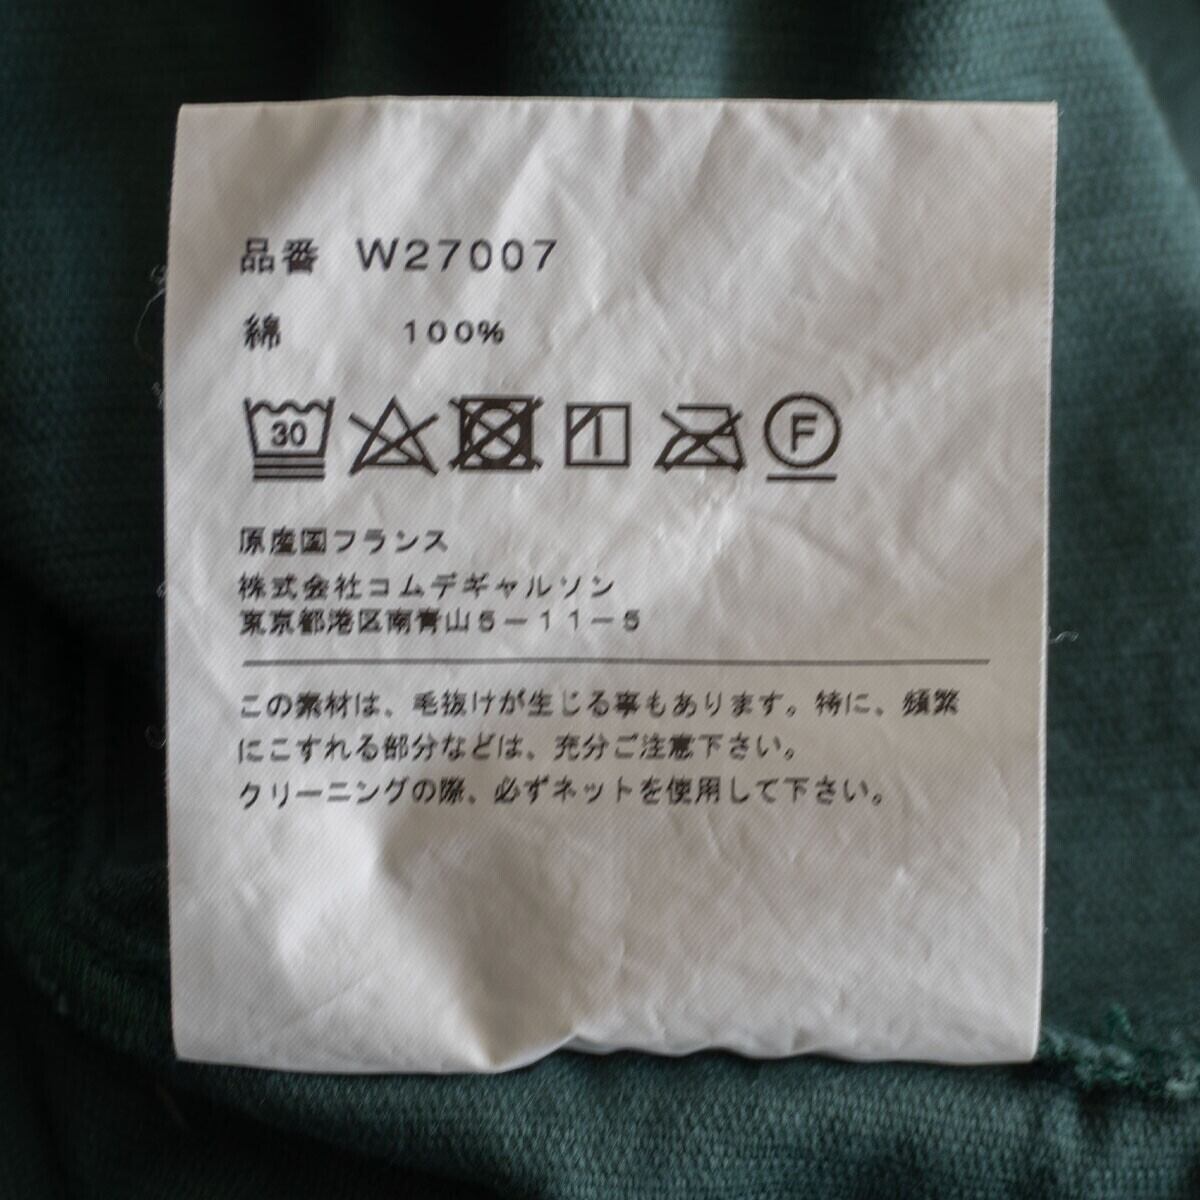 品番 W27007
綿 100%
30 F
原産国フランス
株式会社コムデギャルソン
東京都港区南青山5-11-5
この素材は、毛抜けが生じる事もあります。特に、頻繁
にこすれる部分などは、充分ご注意下さい。
クリーニングの際、必ずネットを使用して下さい。